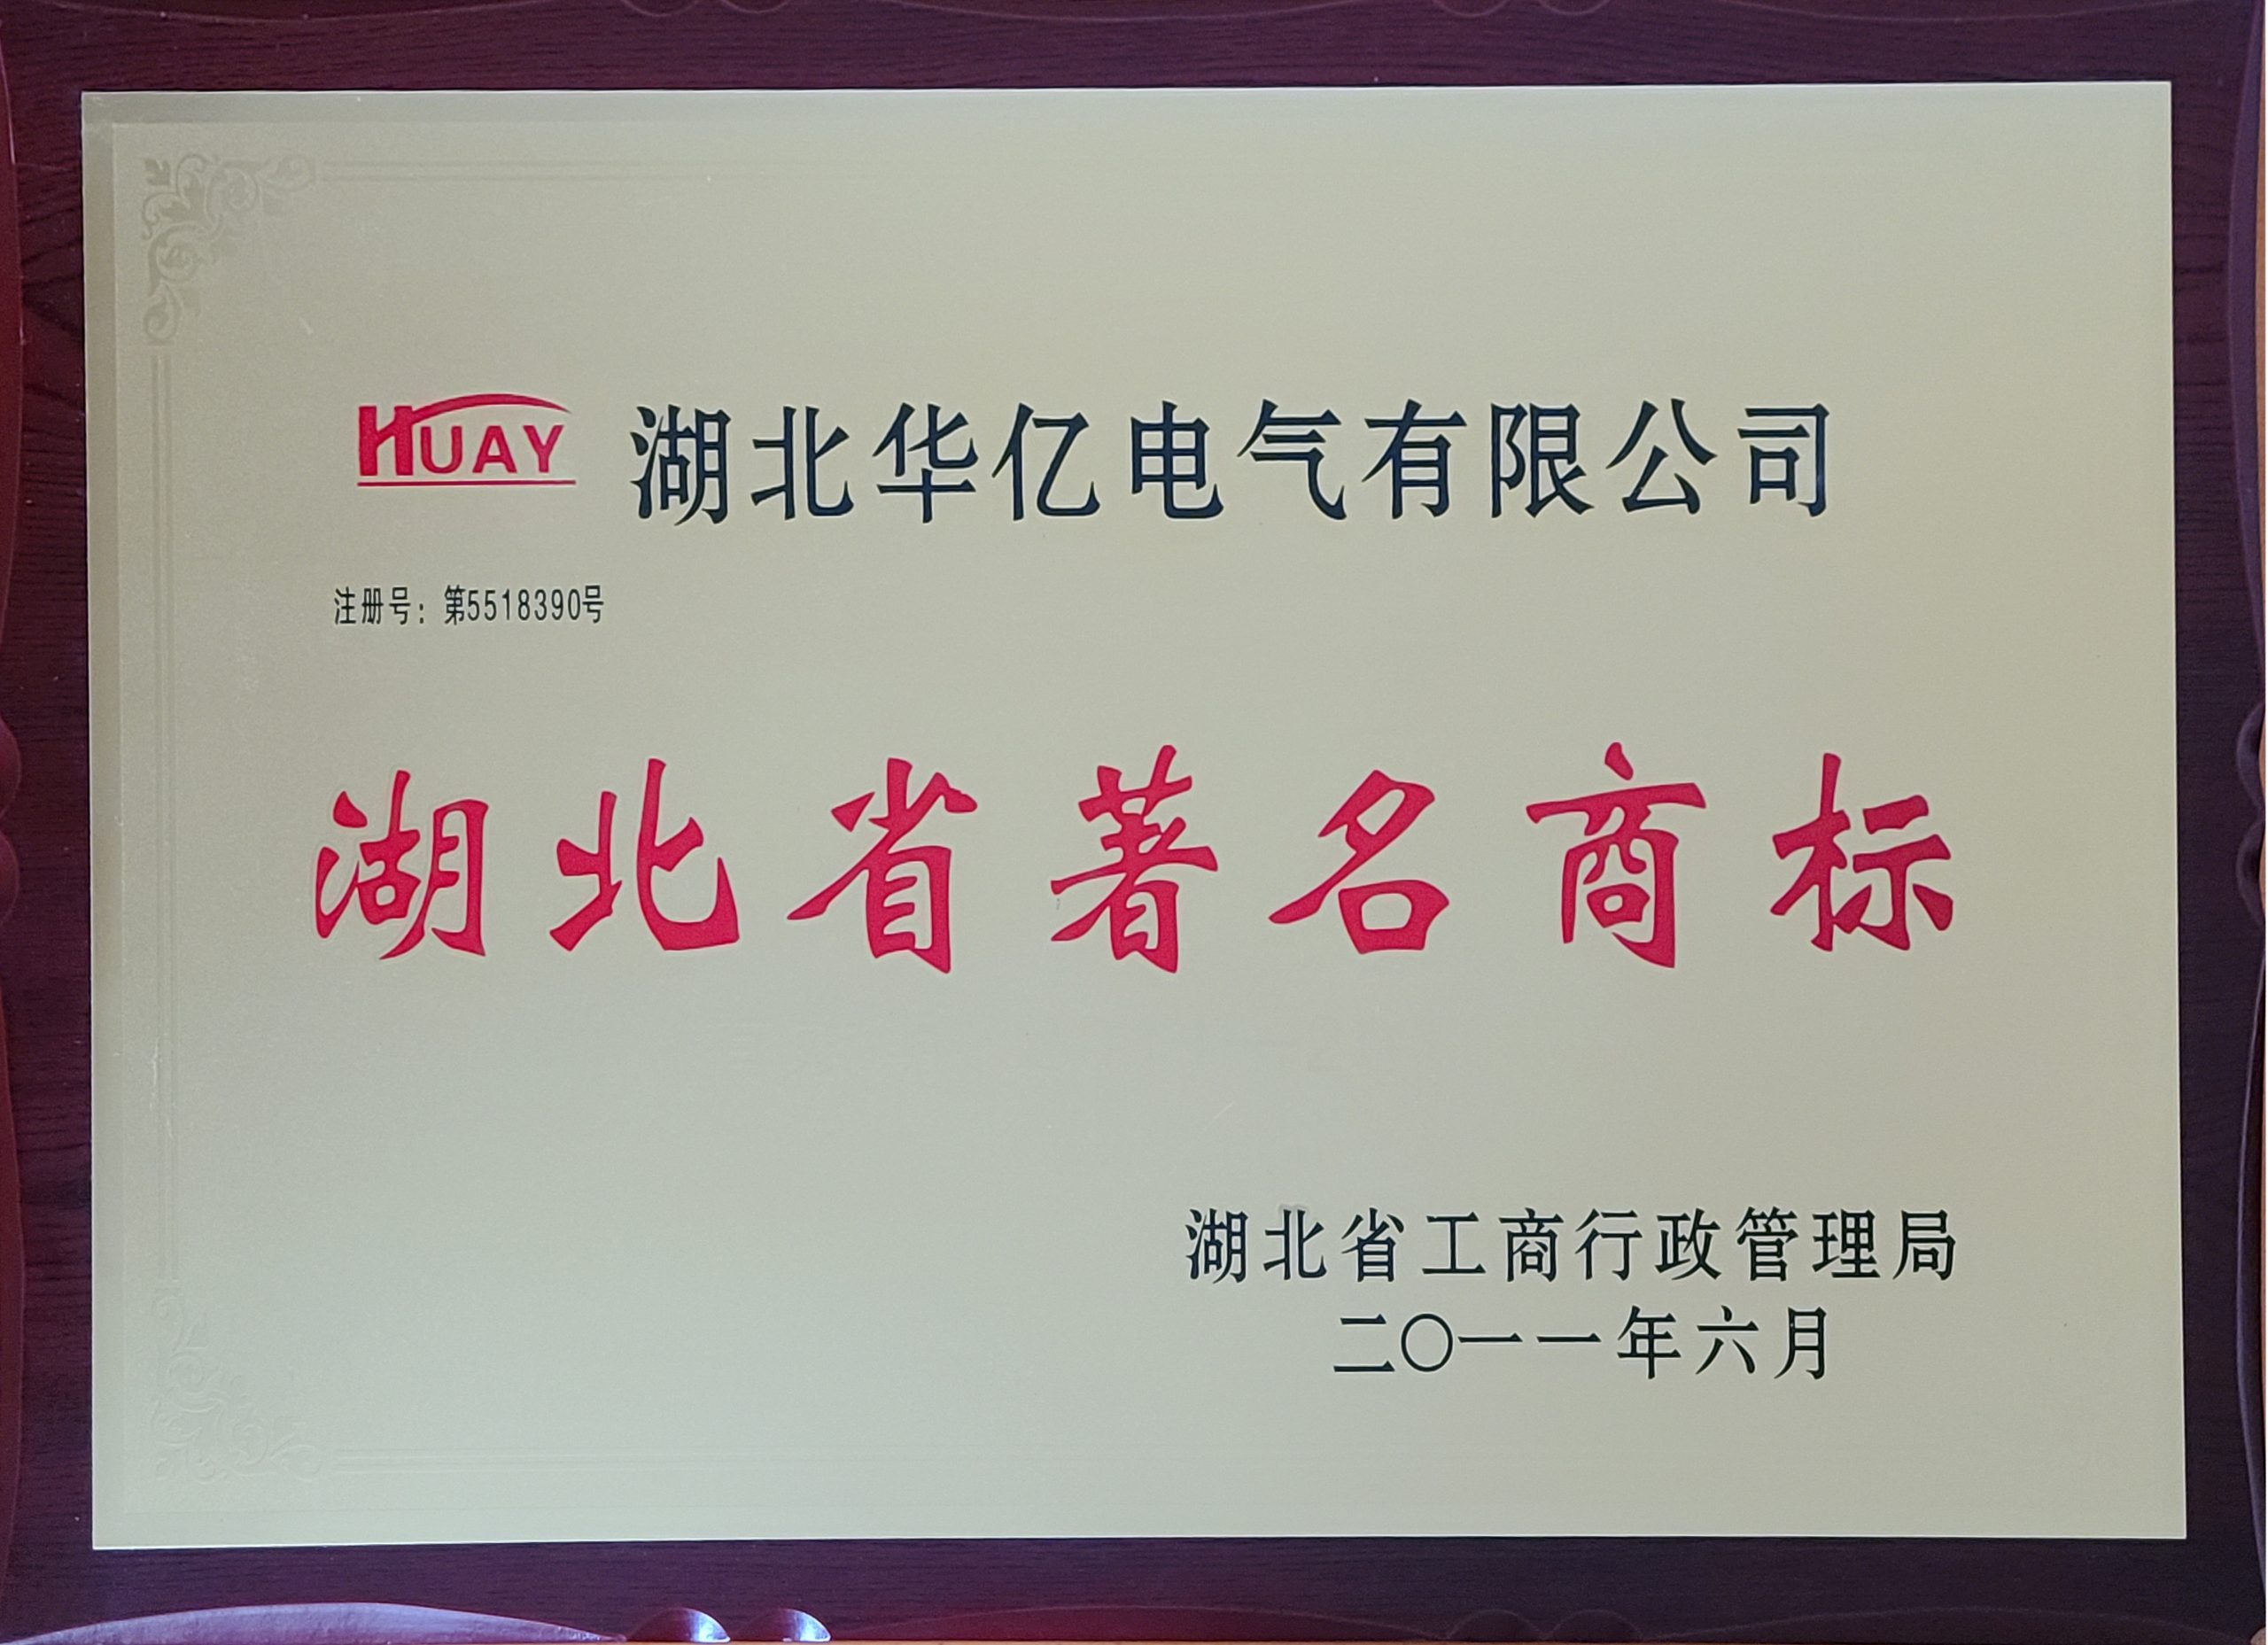 HUAY 湖北华亿电气有限公司
注册号：第5518390号
湖北省著名商标
湖北省工商行政管理局
二〇一一年六月